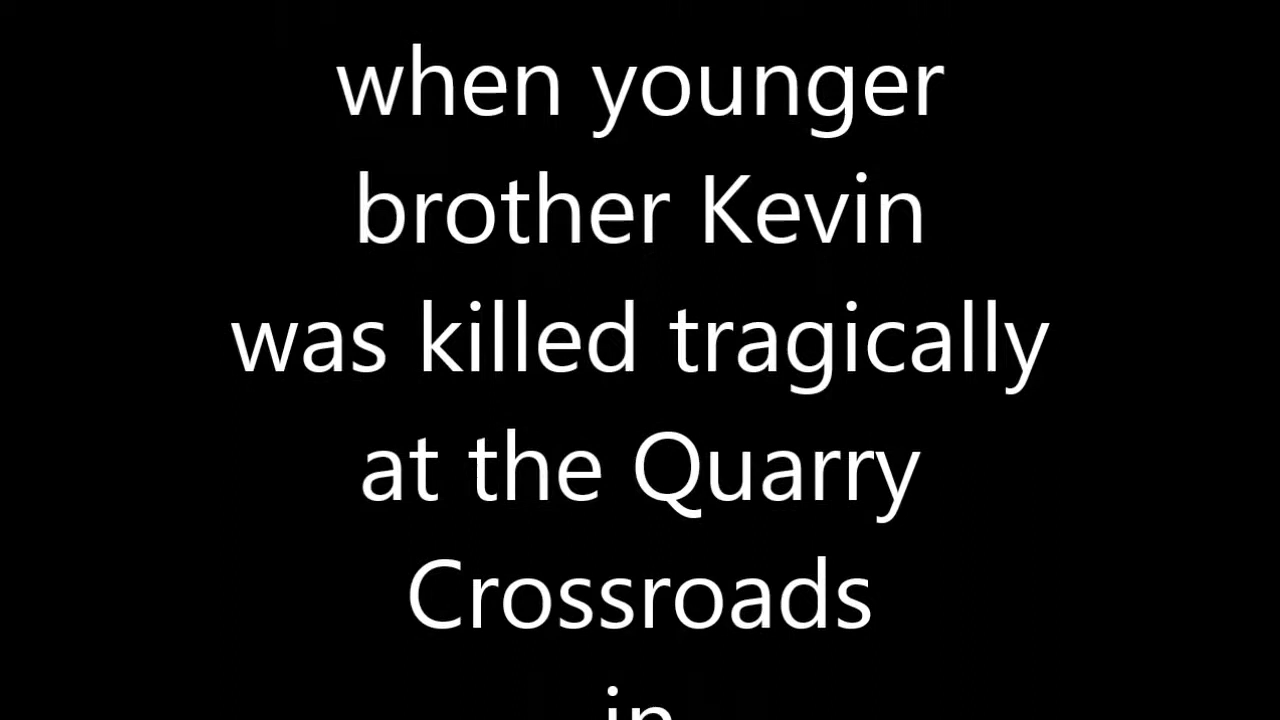 when younger
brother Kevin
was killed tragically
at the Quarry
Crossroads
in